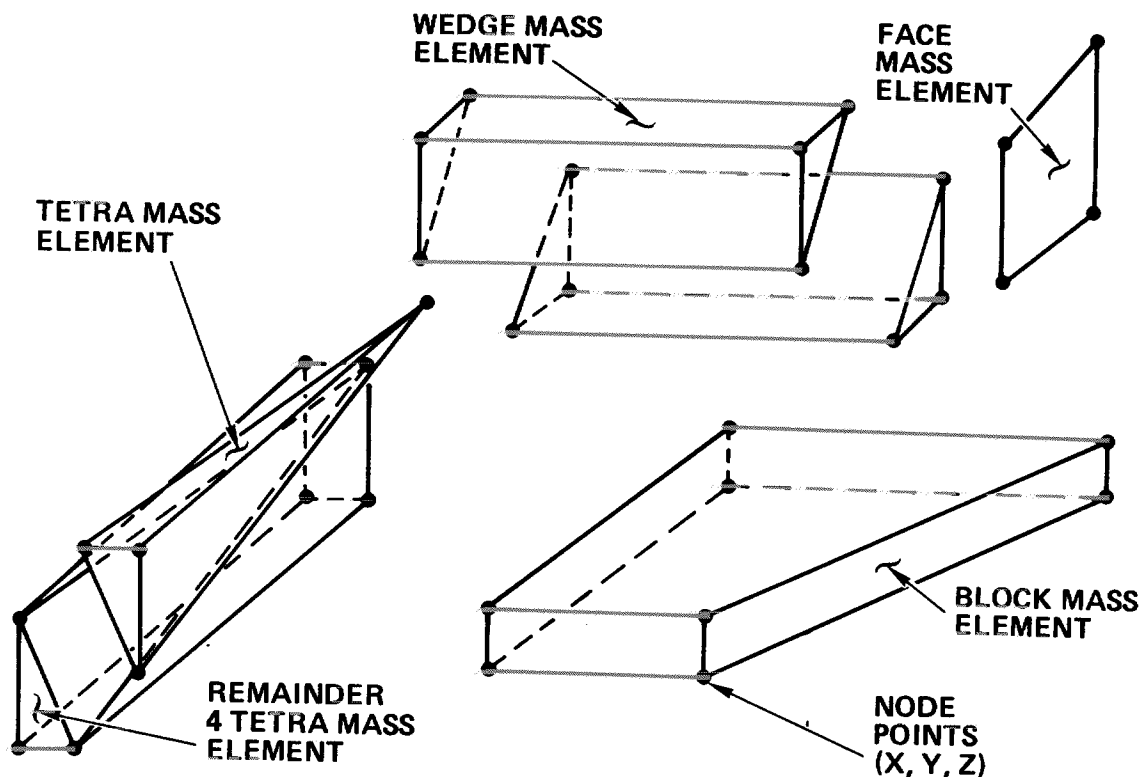 WEDGE MASS
ELEMENT
FACE
MASS
ELEMENT
TETRA MASS
ELEMENT
BLOCK MASS
ELEMENT
REMAINDER
4 TETRA MASS
ELEMENT
NODE
POINTS
(X, Y, Z)